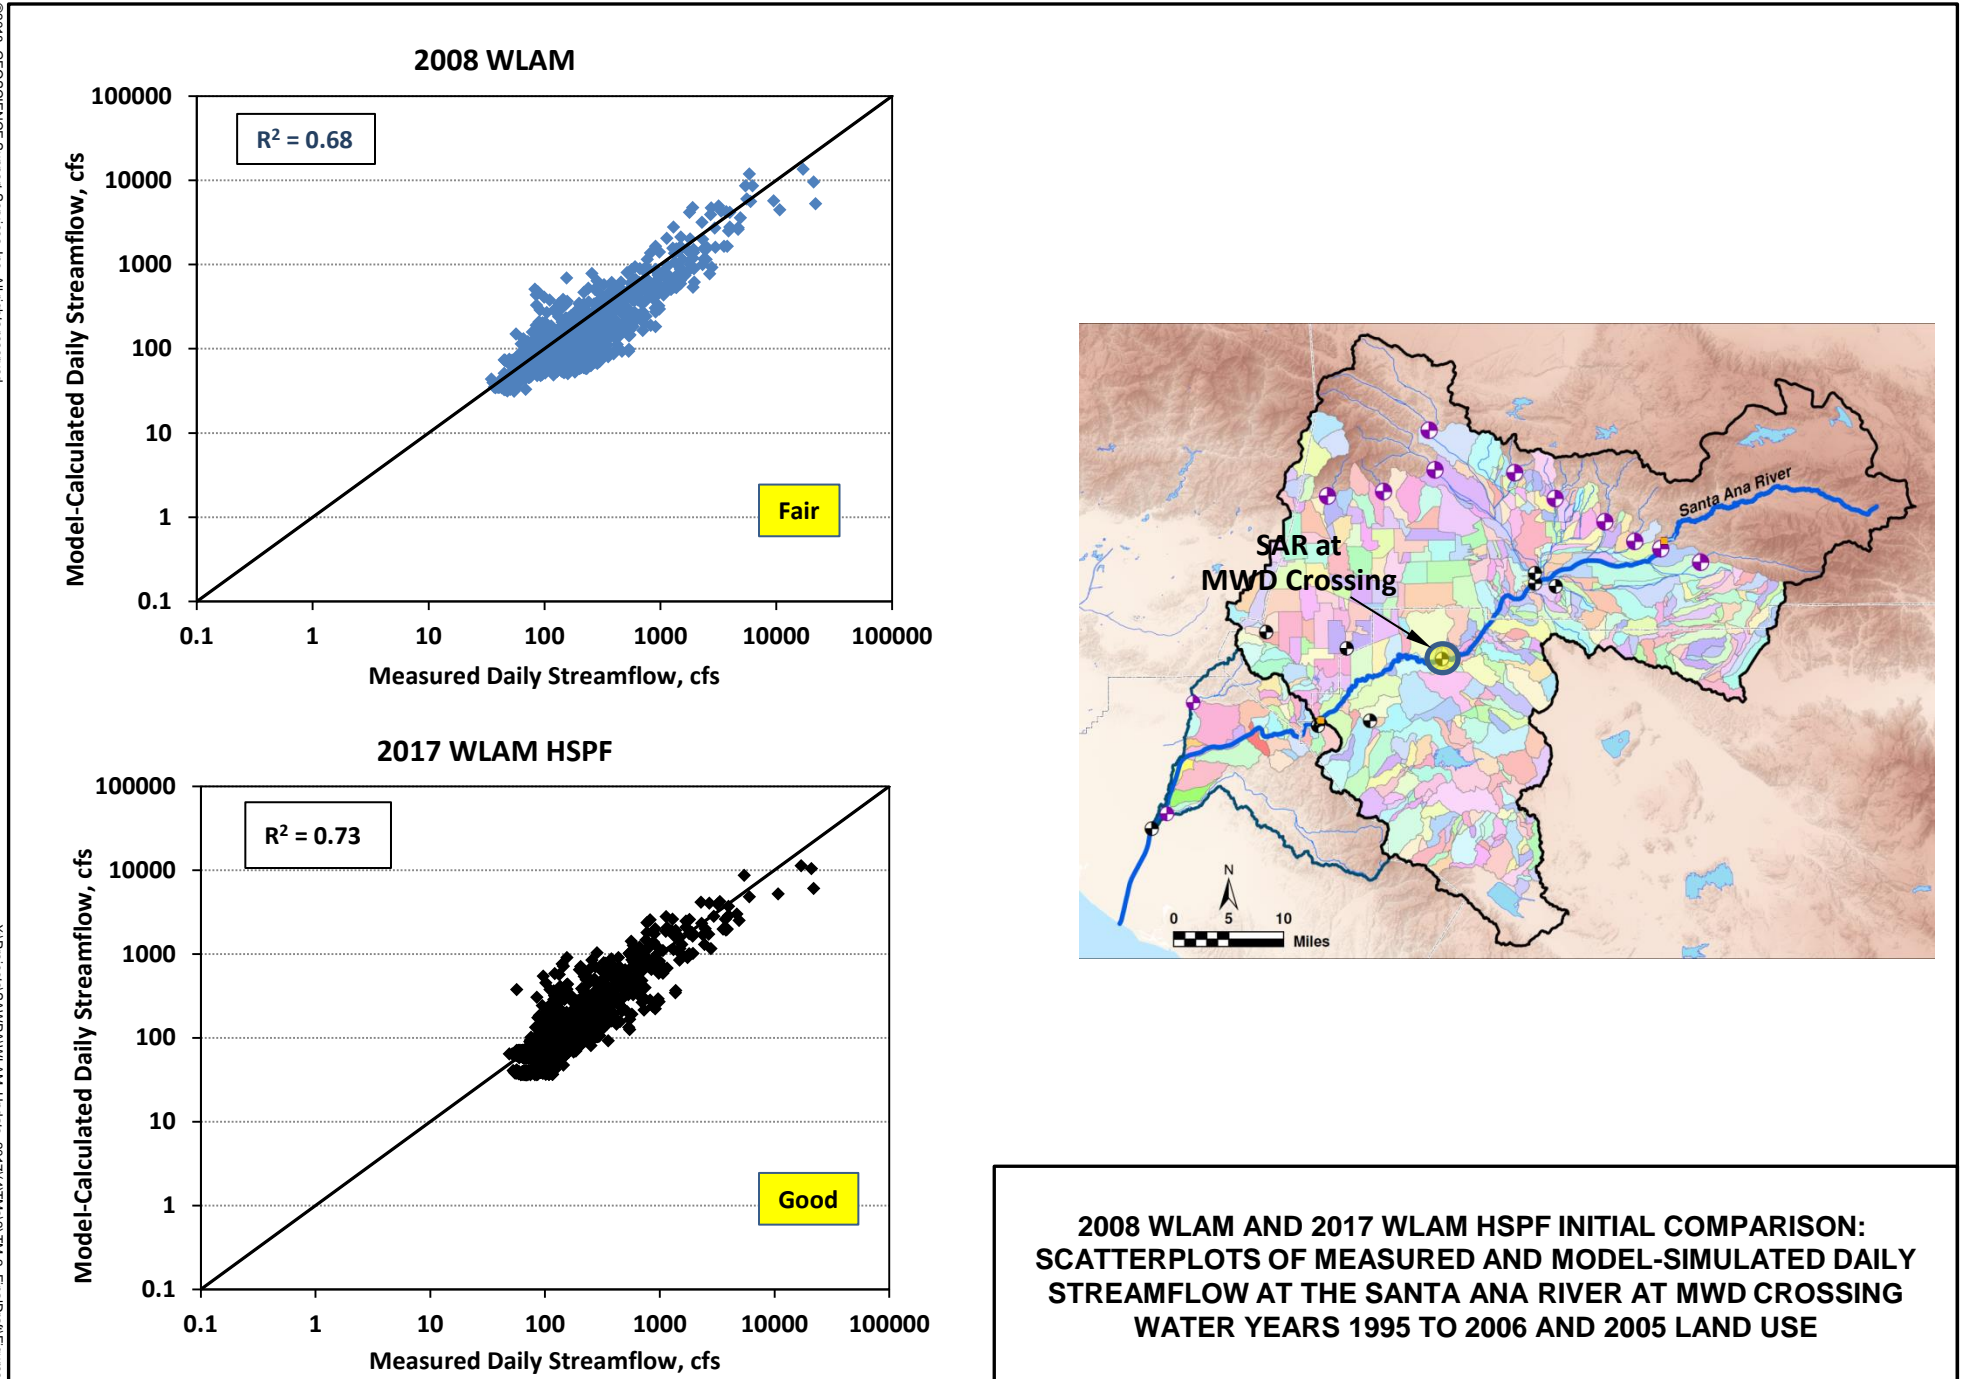 2008 WLAM
100000
10000
1000
100
10
1
0.1
R² = 0.68
Fair
0.1 1 10 100 1000 10000 100000
Measured Daily Streamflow, cfs
Model-Calculated Daily Streamflow, cfs
2017 WLAM HSPF
100000
10000
1000
100
10
1
0.1
R² = 0.73
Good
0.1 1 10 100 1000 10000 100000
Measured Daily Streamflow, cfs
Model-Calculated Daily Streamflow, cfs
Santa Ana River
SAR at
MWD Crossing
N
0 5 10
Miles
2008 WLAM AND 2017 WLAM HSPF INITIAL COMPARISON:
SCATTERPLOTS OF MEASURED AND MODEL-SIMULATED DAILY
STREAMFLOW AT THE SANTA ANA RIVER AT MWD CROSSING
WATER YEARS 1995 TO 2006 AND 2005 LAND USE